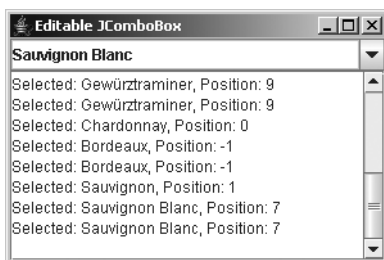 Editable JComboBox
Sauvignon Blanc
Selected: Gewürztraminer, Position: 9
Selected: Gewürztraminer, Position: 9
Selected: Chardonnay, Position: 0
Selected: Bordeaux, Position: -1
Selected: Bordeaux, Position: -1
Selected: Sauvignon, Position: 1
Selected: Sauvignon Blanc, Position: 7
Selected: Sauvignon Blanc, Position: 7